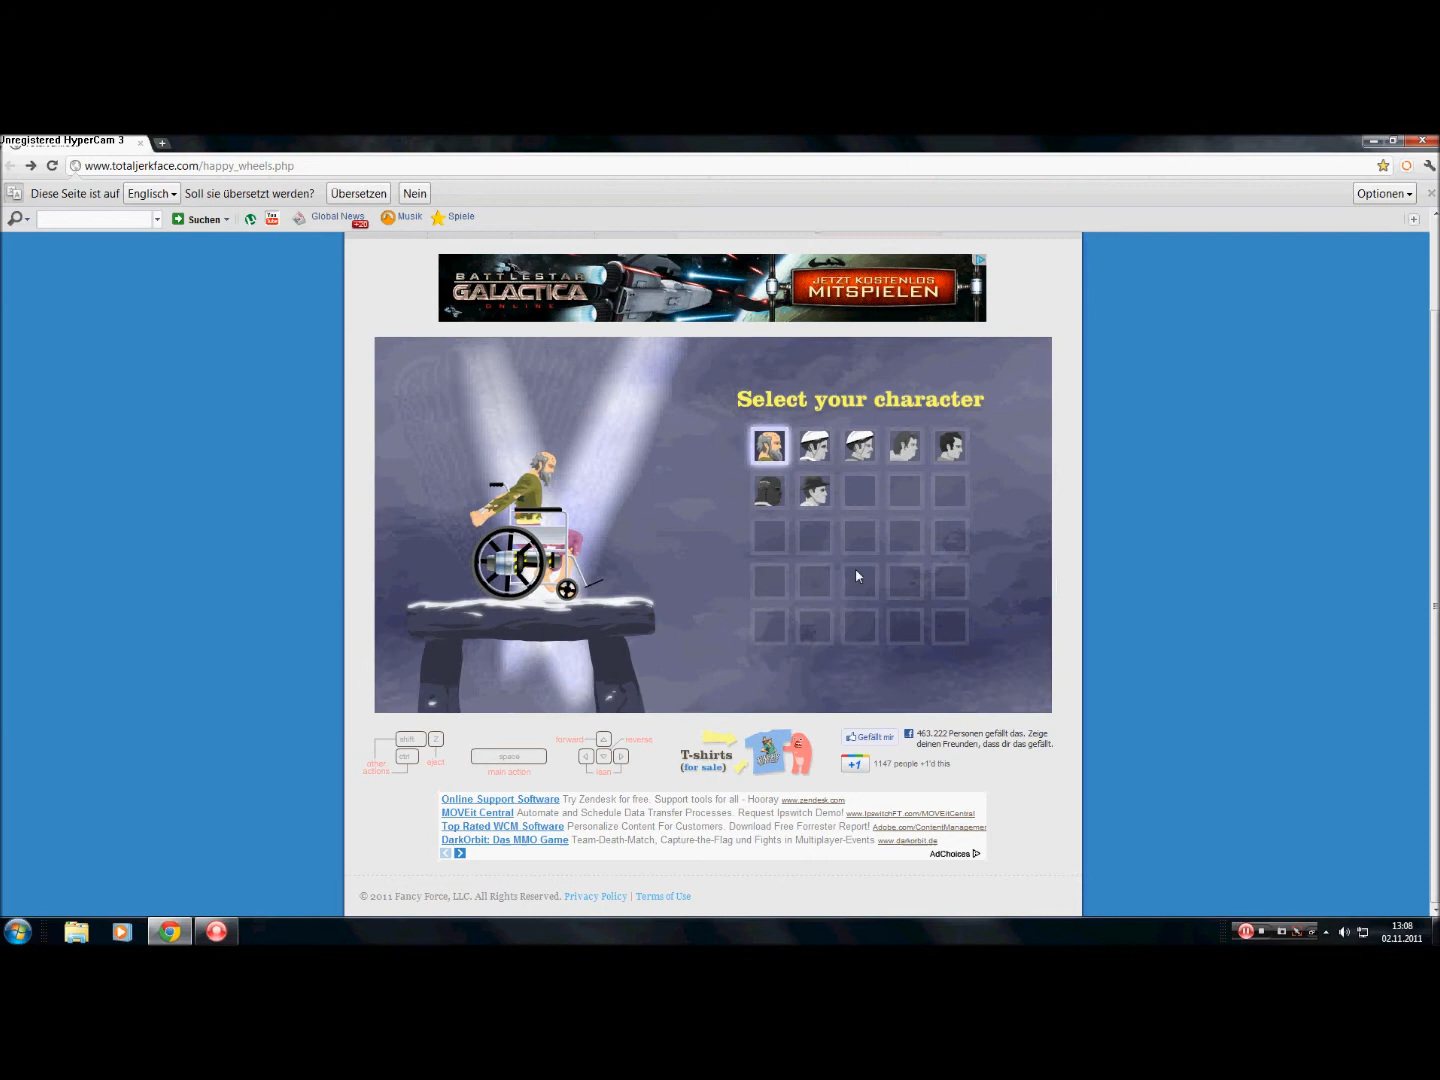 Unregistered HyperCam 3
www.totaljerkface.com/happy_wheels.php
Diese Seite ist auf Englisch Soll sie übersetzt werden? Übersetzen Nein Optionen
Suchen You Tube Global News +20 Musik Spiele
BATTLESTAR
GALACTICA
ONLINE
JETZT KOSTENLOS
MITSPIELEN
Select your character
shift Z
ctrl
other
actions
eject
space
main action
forward
reverse
lean
T-shirts
(for sale)
Gefällt mir
463.222 Personen gefällt das. Zeige
deinen Freunden, dass dir das gefällt.
+1 1147 people +1'd this
Online Support Software Try Zendesk for free. Support tools for all - Hooray www.zendesk.com
MOVEit Central Automate and Schedule Data Transfer Processes. Request Ipswitch Demo! www.IpswitchFT.com/MOVEitCentral
Top Rated WCM Software Personalize Content For Customers. Download Free Forrester Report! Adobe.com/ContentManagemen
DarkOrbit: Das MMO Game Team-Death-Match, Capture-the-Flag und Fights in Multiplayer-Events www.darkorbit.de
AdChoices
© 2011 Fancy Force, LLC. All Rights Reserved. Privacy Policy | Terms of Use
13:08
02.11.2011